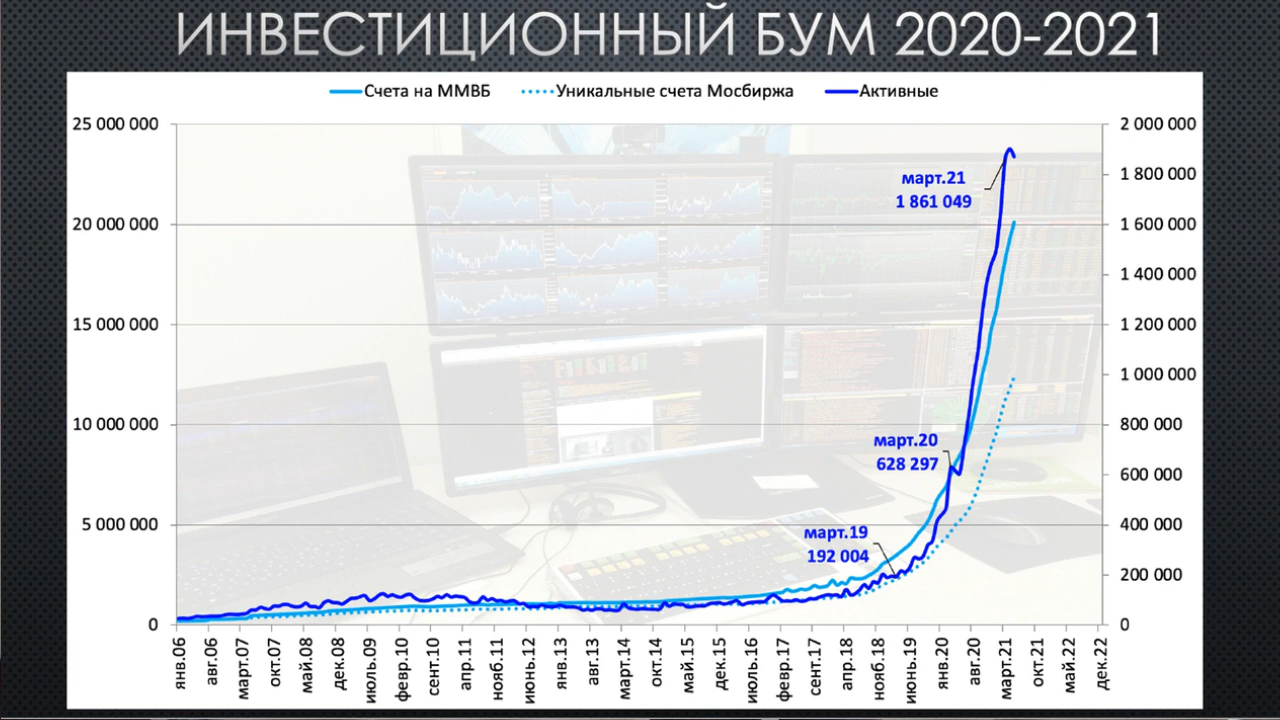 ИНВЕСТИЦИОННЫЙ БУМ 2020-2021
Счета на ММВБ
Уникальные счета Мосбиржа
Активные
25 000 000
20 000 000
15 000 000
10 000 000
5 000 000
0
2 000 000
1 800 000
1 600 000
1 400 000
1 200 000
1 000 000
800 000
600 000
400 000
200 000
0
март.21
1 861 049
март.20
628 297
март.19
192 004
янв.06
авг.06
март.07
окт.07
май.08
дек.08
июль.09
февр.10
сент.10
апр.11
нояб.11
июнь.12
янв.13
авг.13
март.14
окт.14
май.15
дек.15
июль.16
февр.17
сент.17
апр.18
нояб.18
июнь.19
янв.20
авг.20
март.21
окт.21
май.22
дек.22